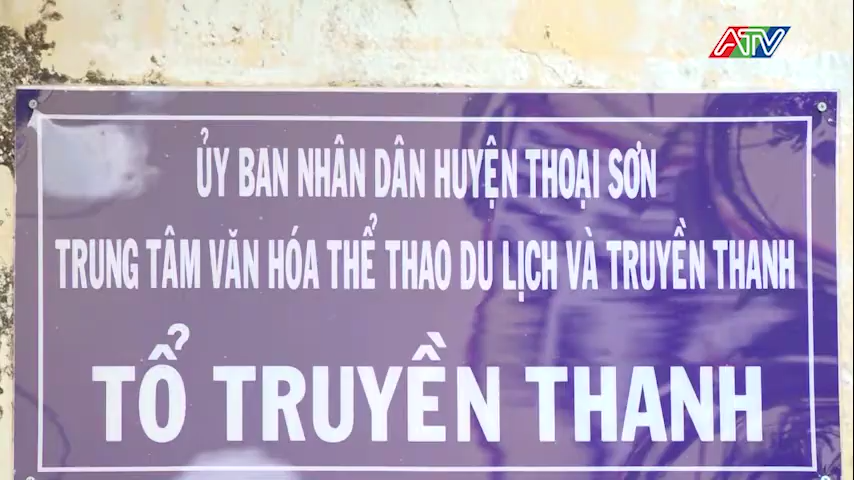 ATV
ỦY BAN NHÂN DÂN HUYỆN THOẠI SƠN
TRUNG TÂM VĂN HÓA THỂ THAO DU LỊCH VÀ TRUYỀN THANH
TỔ TRUYỀN THANH